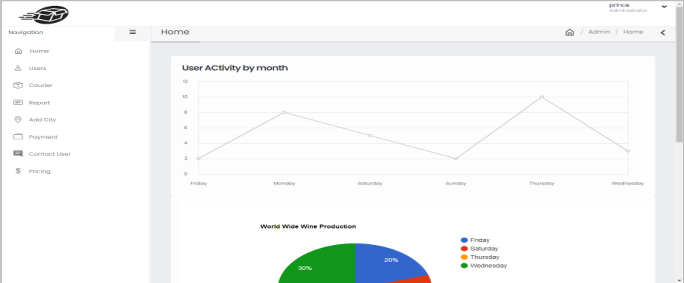 prince
Administrator
Navigation
Home
Home / Admin / Home
Users
Courier
Report
Add City
Payment
Contact User
Pricing
User ACtivity by month
12
10
8
6
4
2
0
Friday Monday Saturday Sunday Thursday Wednesday
World Wide Wine Production
Friday
Saturday
Thursday
Wednesday
30%
20%